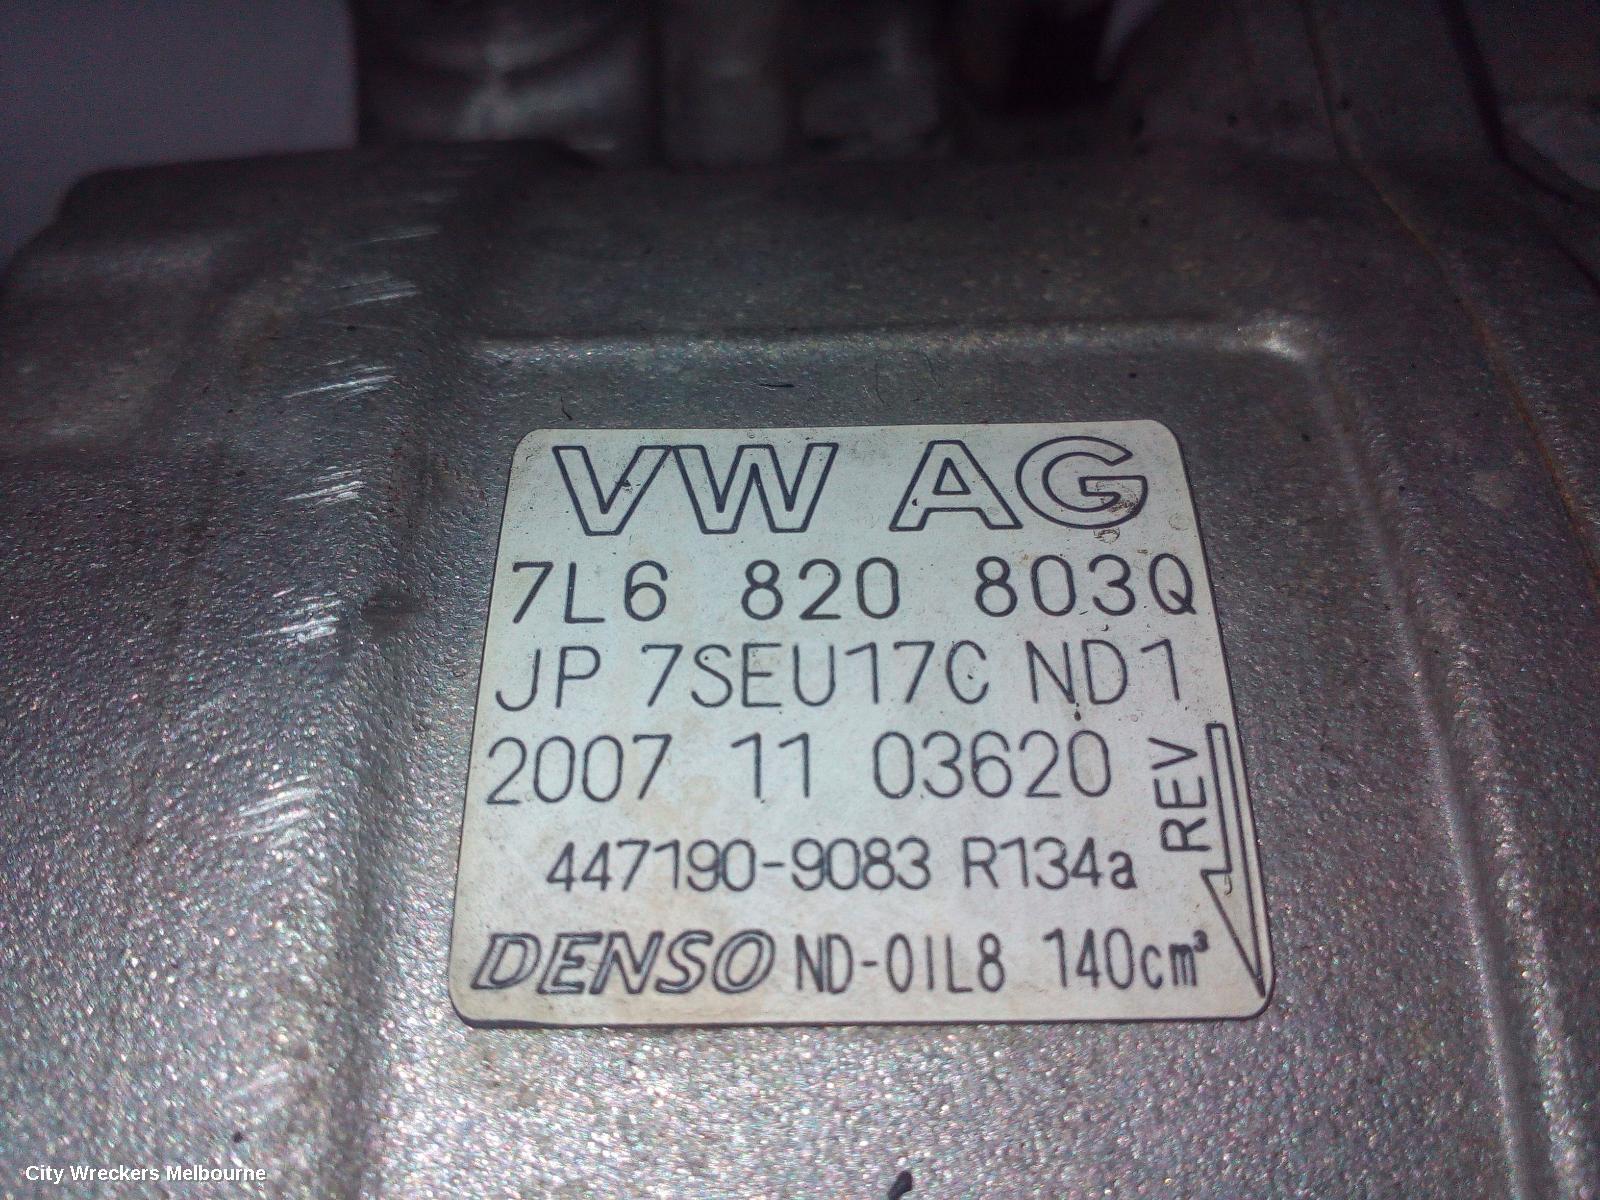 VW AG
7L6 820 803Q
JP 7SEU17C ND1
2007 11 03620
REV
447190-9083 R134a
DENSO ND-OIL8 140cm³
City Wreckers Melbourne